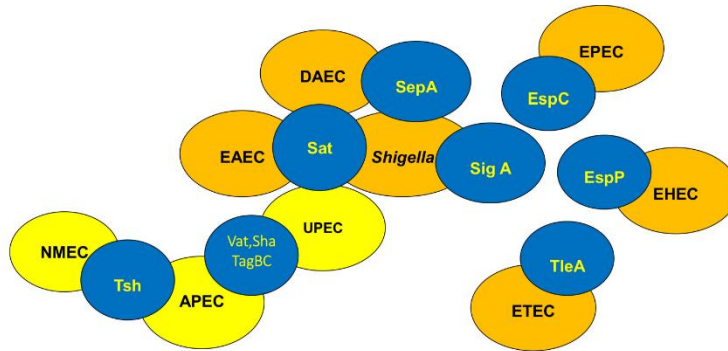 EPEC
DAEC
SepA
EspC
EAEC
Sat
Shigella
Sig A
EspP
EHEC
UPEC
Vat,Sha
TagBC
NMEC
Tsh
APEC
TleA
ETEC